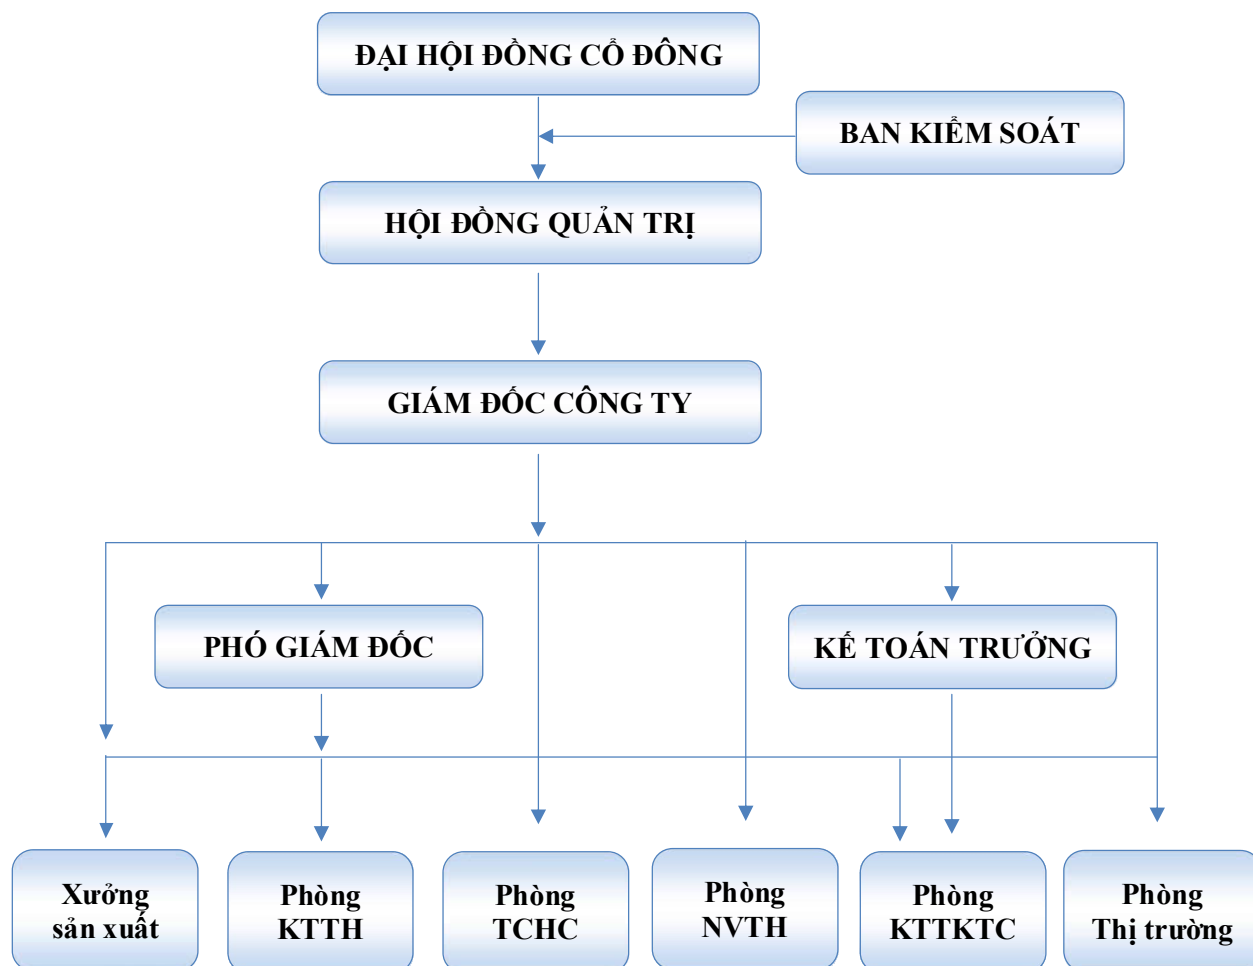 ĐẠI HỘI ĐỒNG CỔ ĐÔNG
BAN KIỂM SOÁT
HỘI ĐỒNG QUẢN TRỊ
GIÁM ĐỐC CÔNG TY
PHÓ GIÁM ĐỐC
KẾ TOÁN TRƯỞNG
Xưởng
sản xuất
Phòng
KTTH
Phòng
TCHC
Phòng
NVTH
Phòng
KTTKTC
Phòng
Thị trường